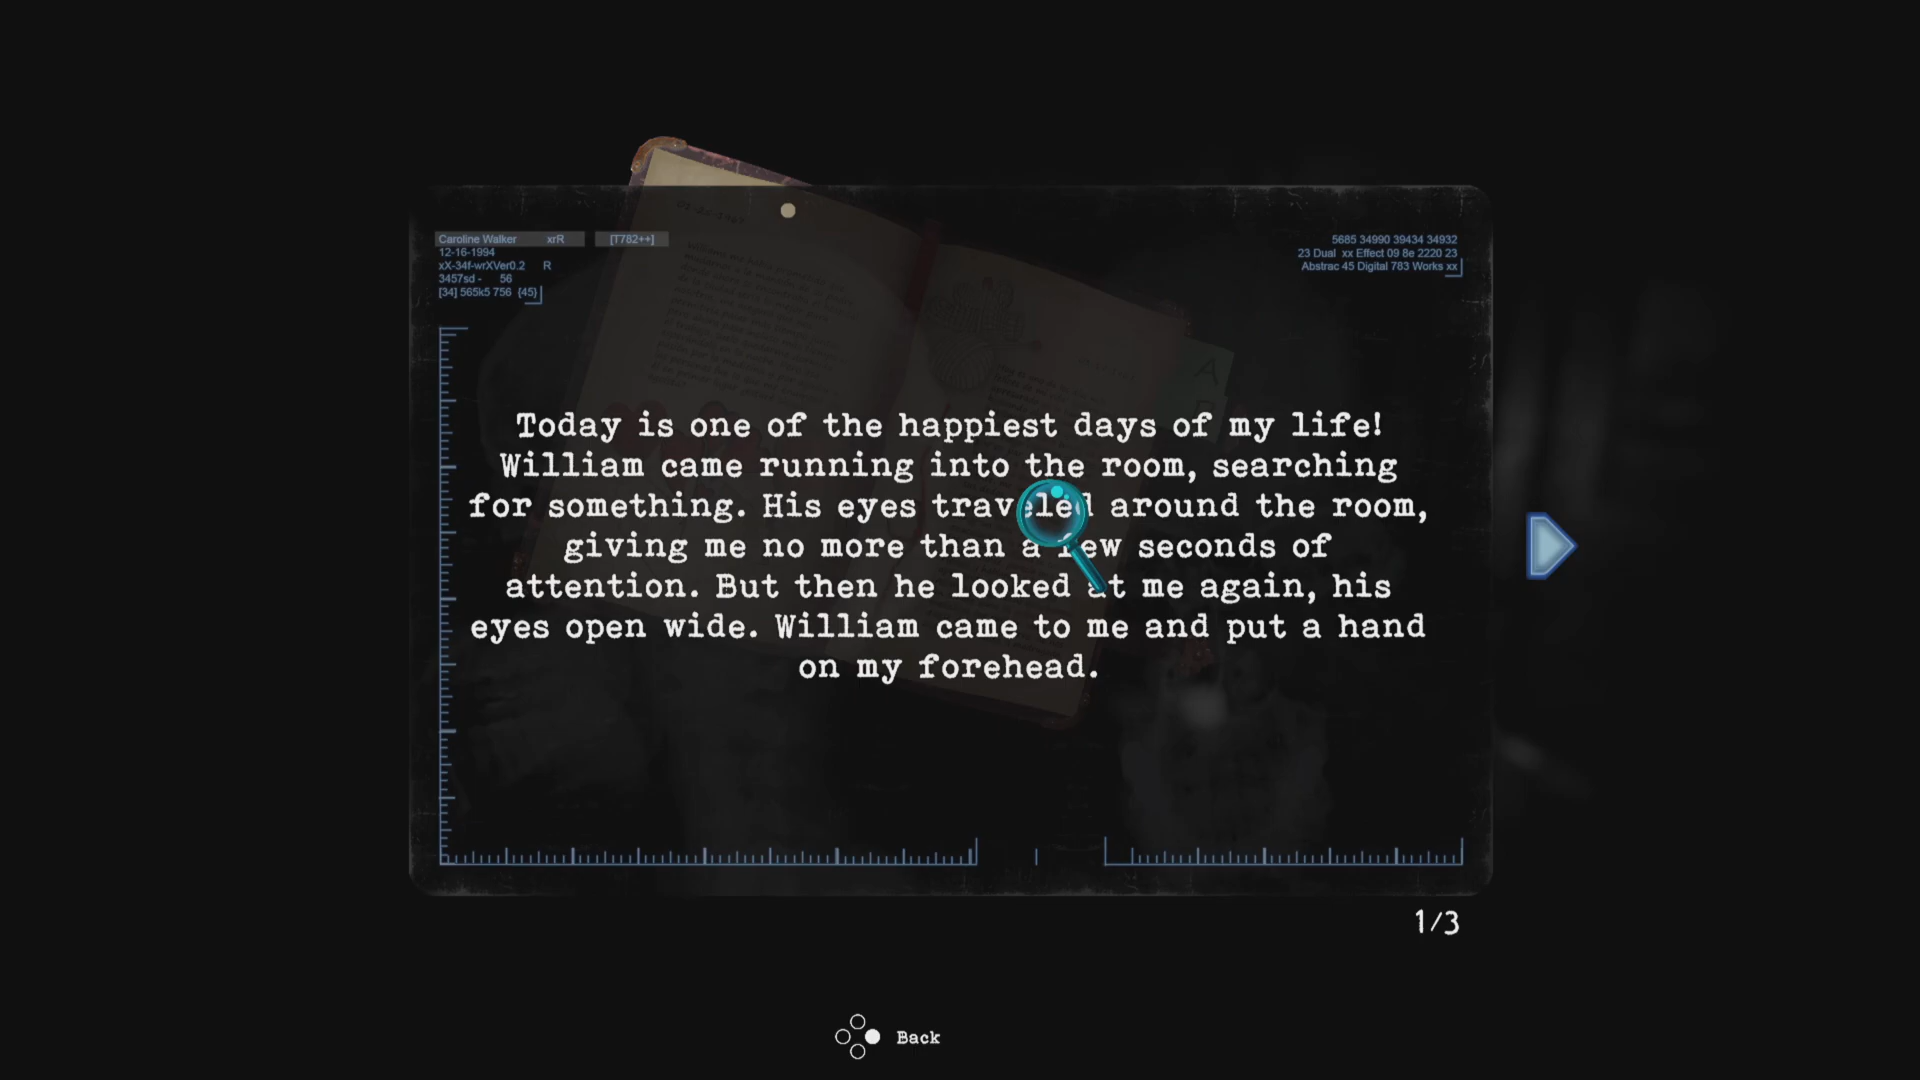 Caroline Walker xrR [T782++]
12-16-1994
xX-34f-wrXVer0.2 R
3457sd - 56
[34] 565k5 756 {45}
5685 34990 39434 34932
23 Dual xx Effect 09 8e 2220 23
Abstrac 45 Digital 783 Works xx
Today is one of the happiest days of my life!
William came running into the room, searching
for something. His eyes traveled around the room,
giving me no more than a few seconds of
attention. But then he looked at me again, his
eyes open wide. William came to me and put a hand
on my forehead.
1/3
Back